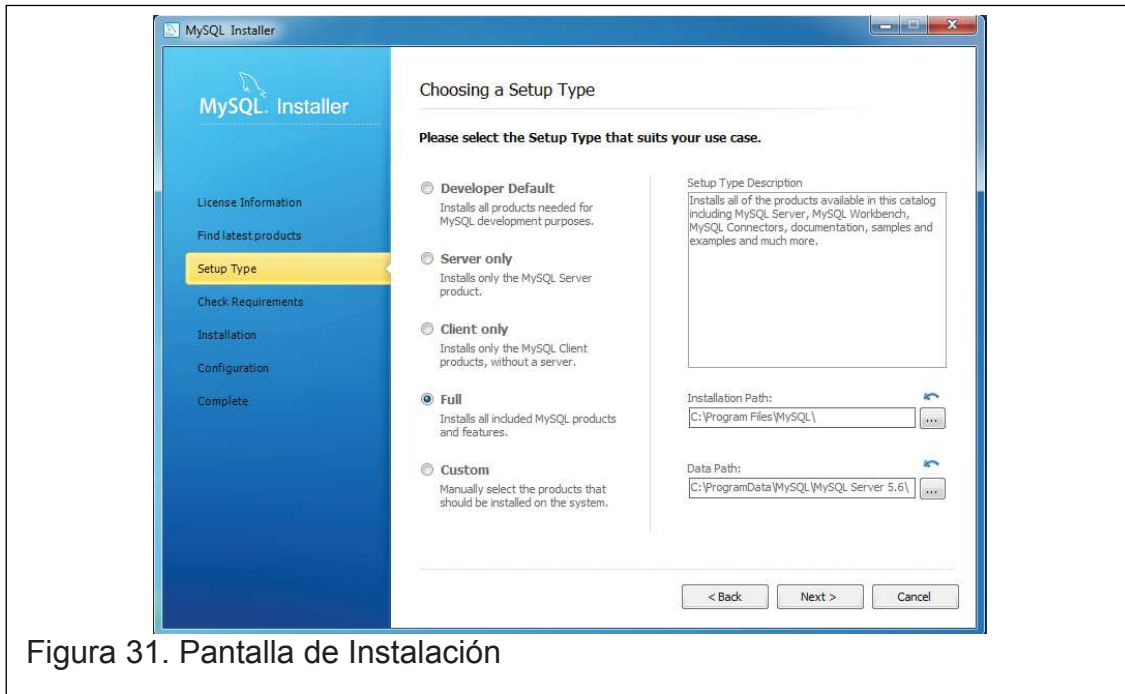 MySQL Installer
MySQL. Installer
License Information
Find latest products
Setup Type
Check Requirements
Installation
Configuration
Complete
Choosing a Setup Type
Please select the Setup Type that suits your use case.
Developer Default
Installs all products needed for
MySQL development purposes.
Server only
Installs only the MySQL Server
product.
Client only
Installs only the MySQL Client
products, without a server.
Full
Installs all included MySQL products
and features.
Custom
Manually select the products that
should be installed on the system.
Setup Type Description
Installs all of the products available in this catalog
including MySQL Server, MySQL Workbench,
MySQL Connectors, documentation, samples and
examples and much more.
Installation Path:
C:\Program Files\MySQL\
...
Data Path:
C:\ProgramData\MySQL\MySQL Server 5.6\
...
< Back
Next >
Cancel
Figura 31. Pantalla de Instalación